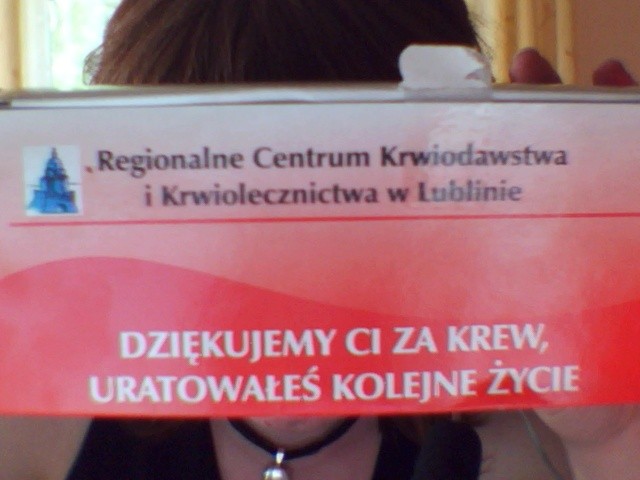 Regionalne Centrum Krwiodawstwa
i Krwiolecznictwa w Lublinie
DZIĘKUJEMY CI ZA KREW,
URATOWAŁEŚ KOLEJNE ŻYCIE